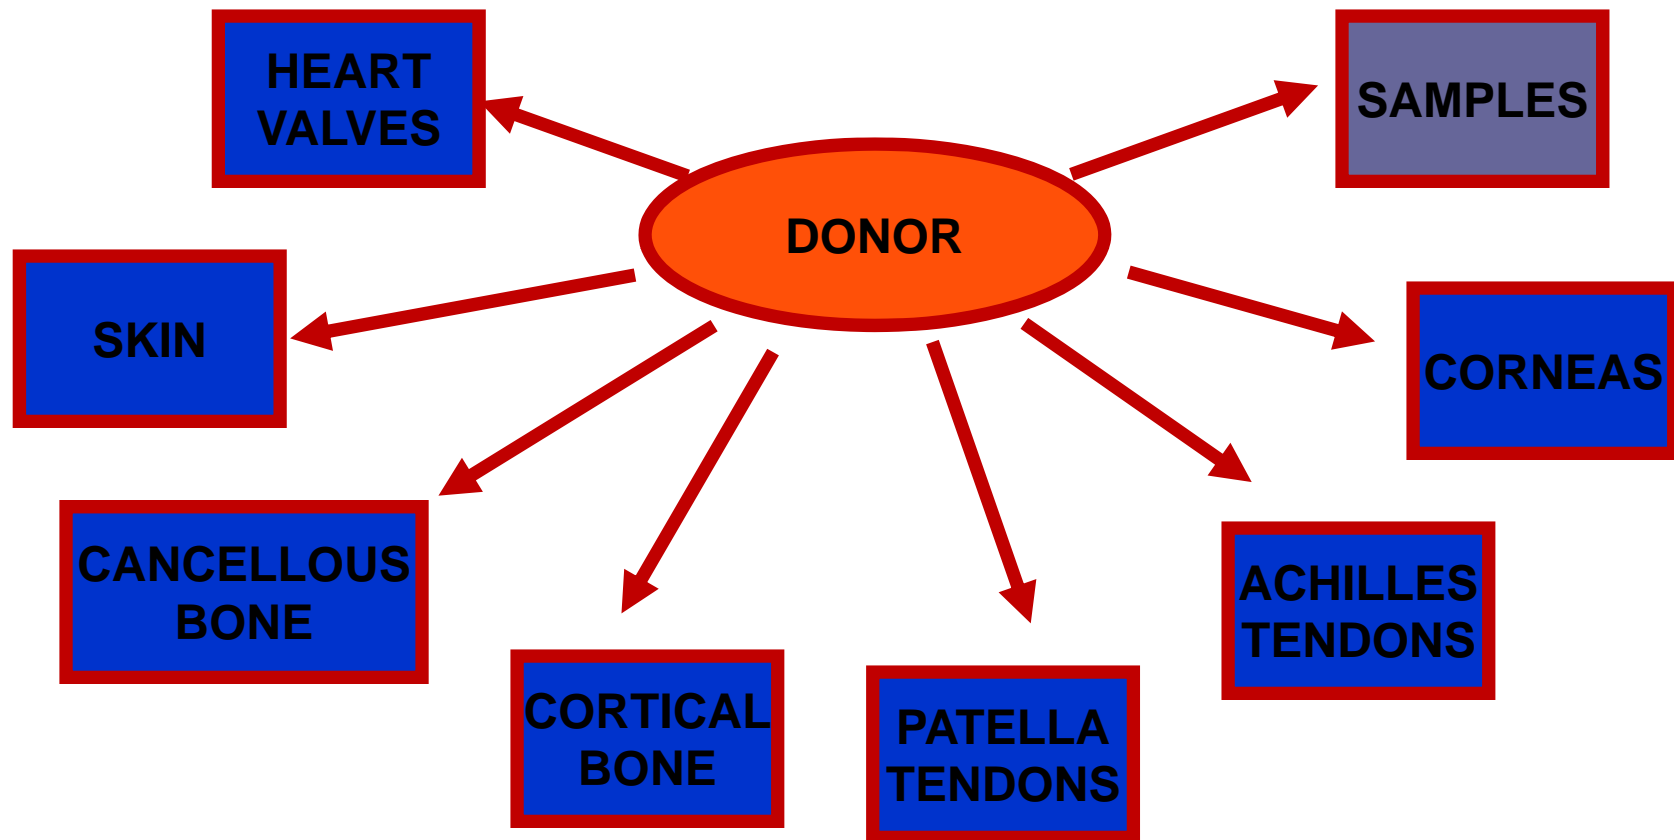 HEART
VALVES
SAMPLES
DONOR
SKIN
CORNEAS
CANCELLOUS
BONE
ACHILLES
TENDONS
CORTICAL
BONE
PATELLA
TENDONS